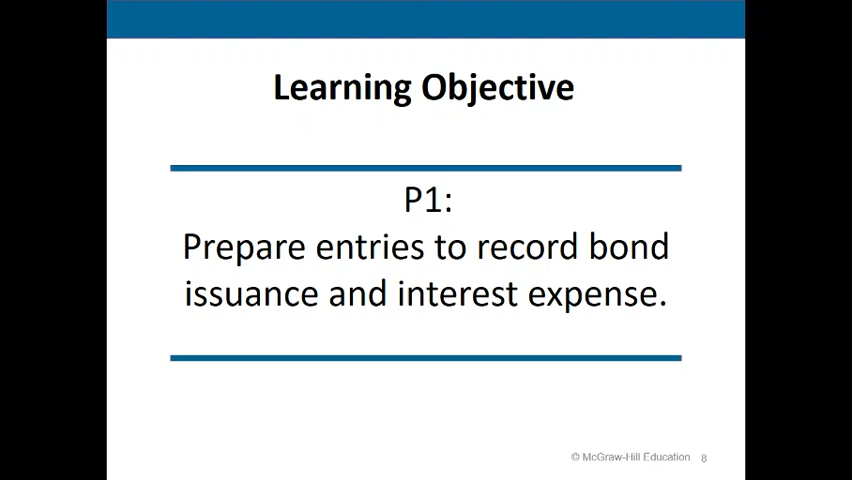 Learning Objective
P1:
Prepare entries to record bond
issuance and interest expense.
© McGraw-Hill Education 8